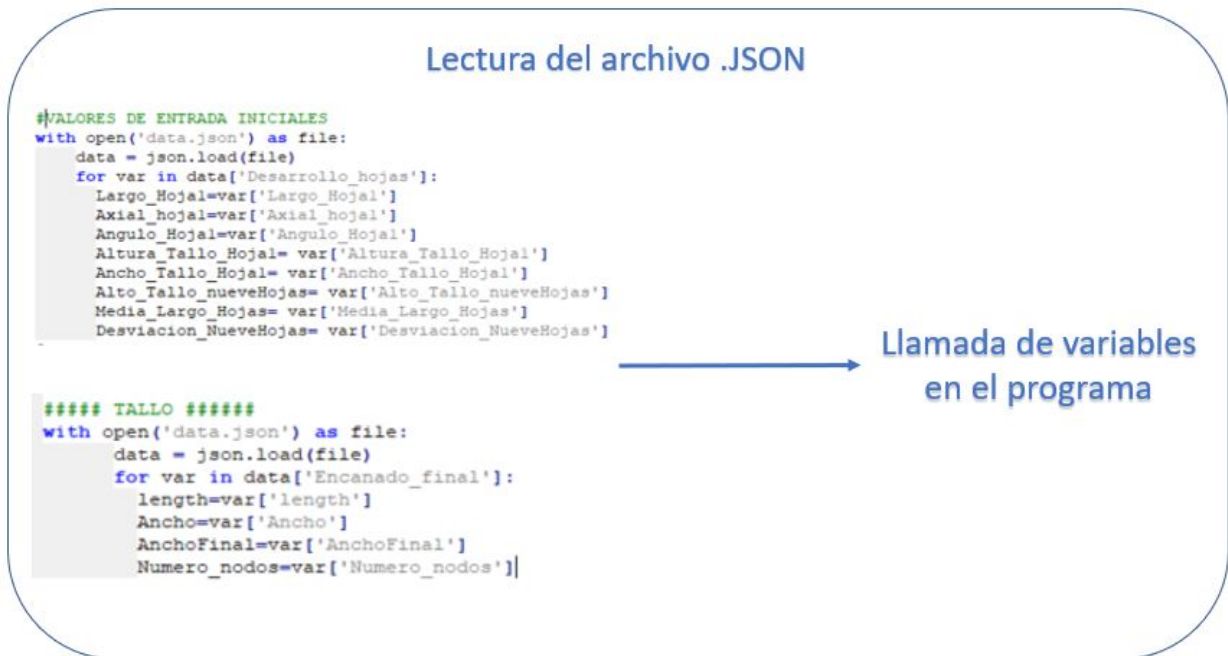 Lectura del archivo .JSON
#VALORES DE ENTRADA INICIALES
with open('data.json') as file:
data = json.load(file)
for var in data['Desarrollo_hojas']:
Largo_Hoja1=var['Largo_Hoja1']
Axial_hoja1=var['Axial_hoja1']
Angulo_Hoja1=var['Angulo_Hoja1']
Altura_Tallo_Hoja1= var['Altura_Tallo_Hoja1']
Ancho_Tallo_Hoja1= var['Ancho_Tallo_Hoja1']
Alto_Tallo_nueveHojas= var['Alto_Tallo_nueveHojas']
Media_Largo_Hojas= var['Media_Largo_Hojas']
Desviacion_NueveHojas= var['Desviacion_NueveHojas']
Llamada de variables
en el programa
##### TALLO ######
with open('data.json') as file:
data = json.load(file)
for var in data['Encanado_final']:
length=var['length']
Ancho=var['Ancho']
AnchoFinal=var['AnchoFinal']
Numero_nodos=var['Numero_nodos']